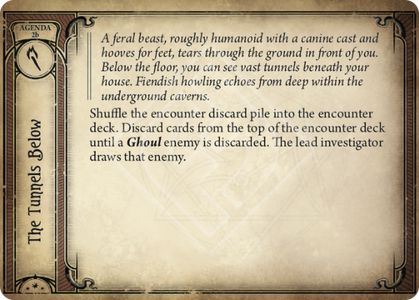 AGENDA
2b
The Tunnels Below
A feral beast, roughly humanoid with a canine cast and
hooves for feet, tears through the ground in front of you.
Below the floor, you can see vast tunnels beneath your
house. Fiendish howling echoes from deep within the
underground caverns.
Shuffle the encounter discard pile into the encounter
deck. Discard cards from the top of the encounter deck
until a Ghoul enemy is discarded. The lead investigator
draws that enemy.